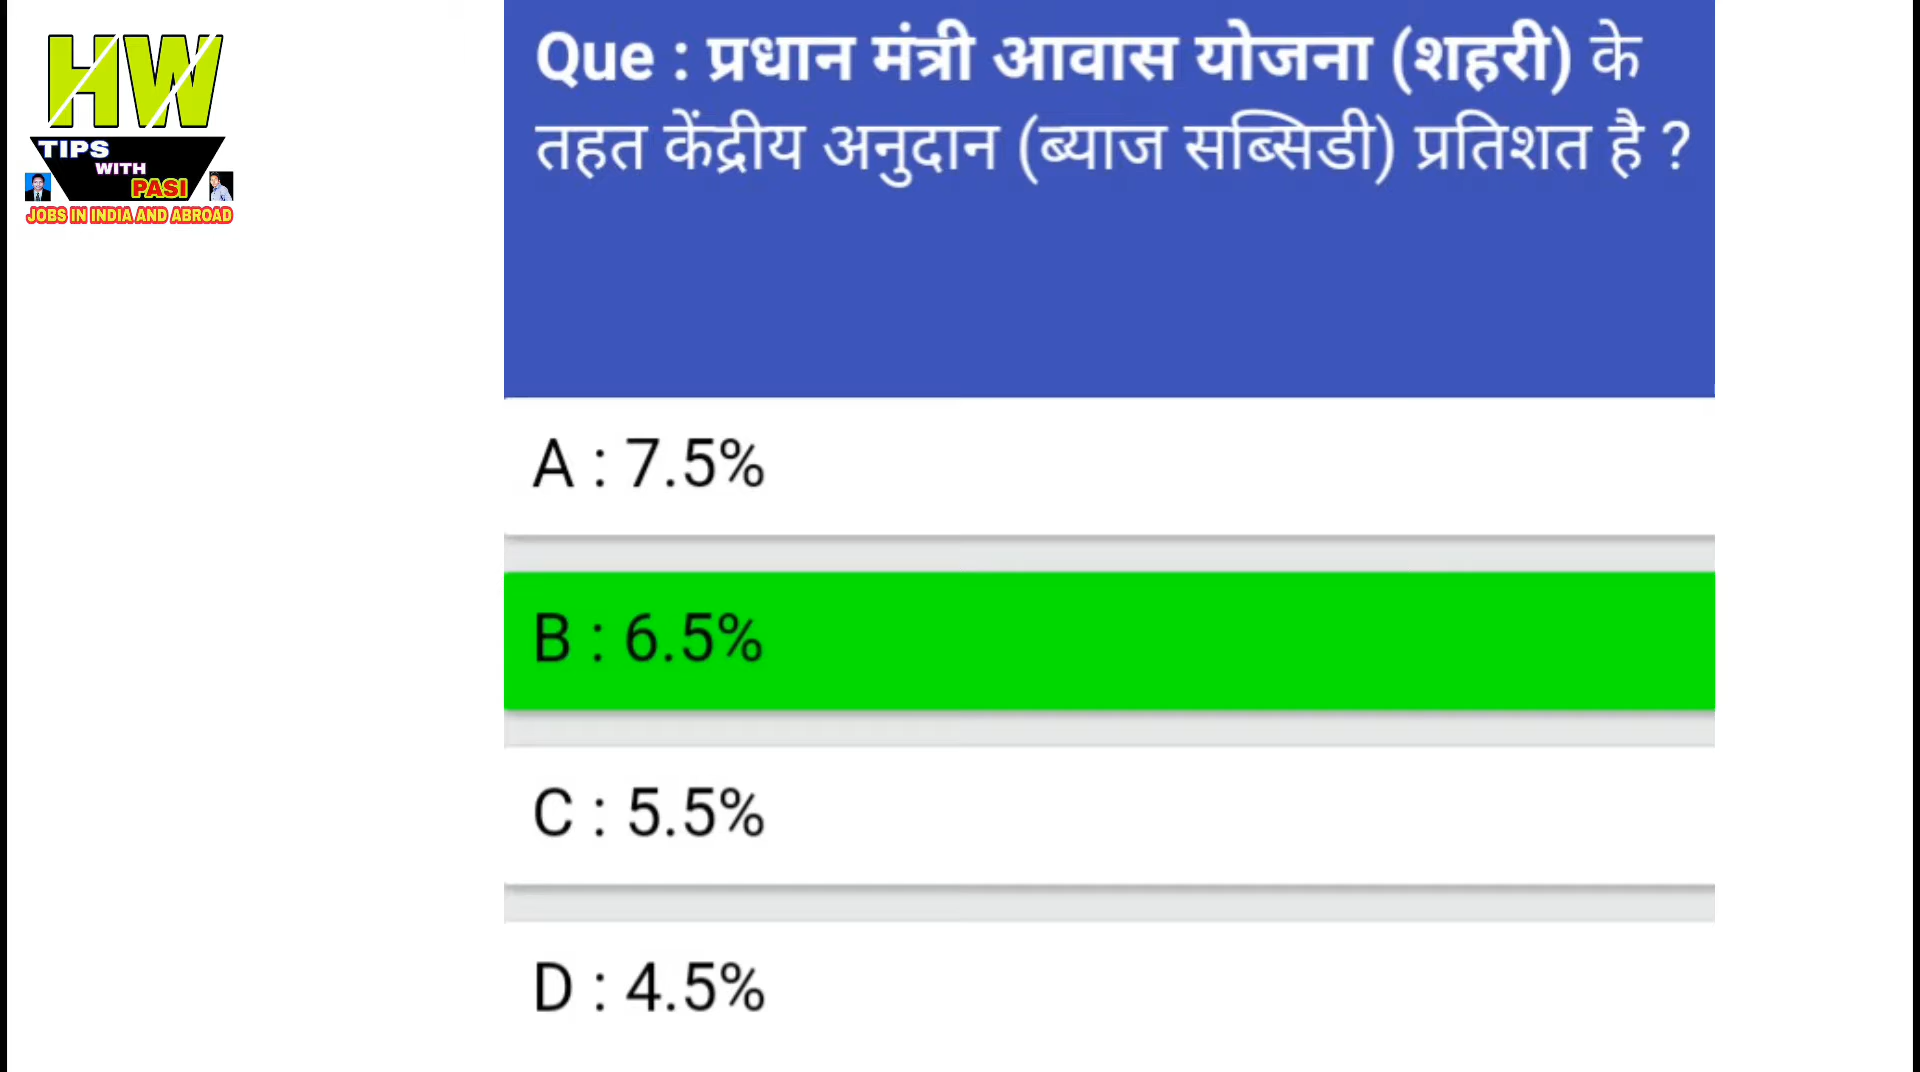 HW
TIPS
WITH
PASI
JOBS IN INDIA AND ABROAD
Que : प्रधान मंत्री आवास योजना (शहरी) के
तहत केंद्रीय अनुदान (ब्याज सब्सिडी) प्रतिशत है ?
A : 7.5%
B : 6.5%
C : 5.5%
D : 4.5%